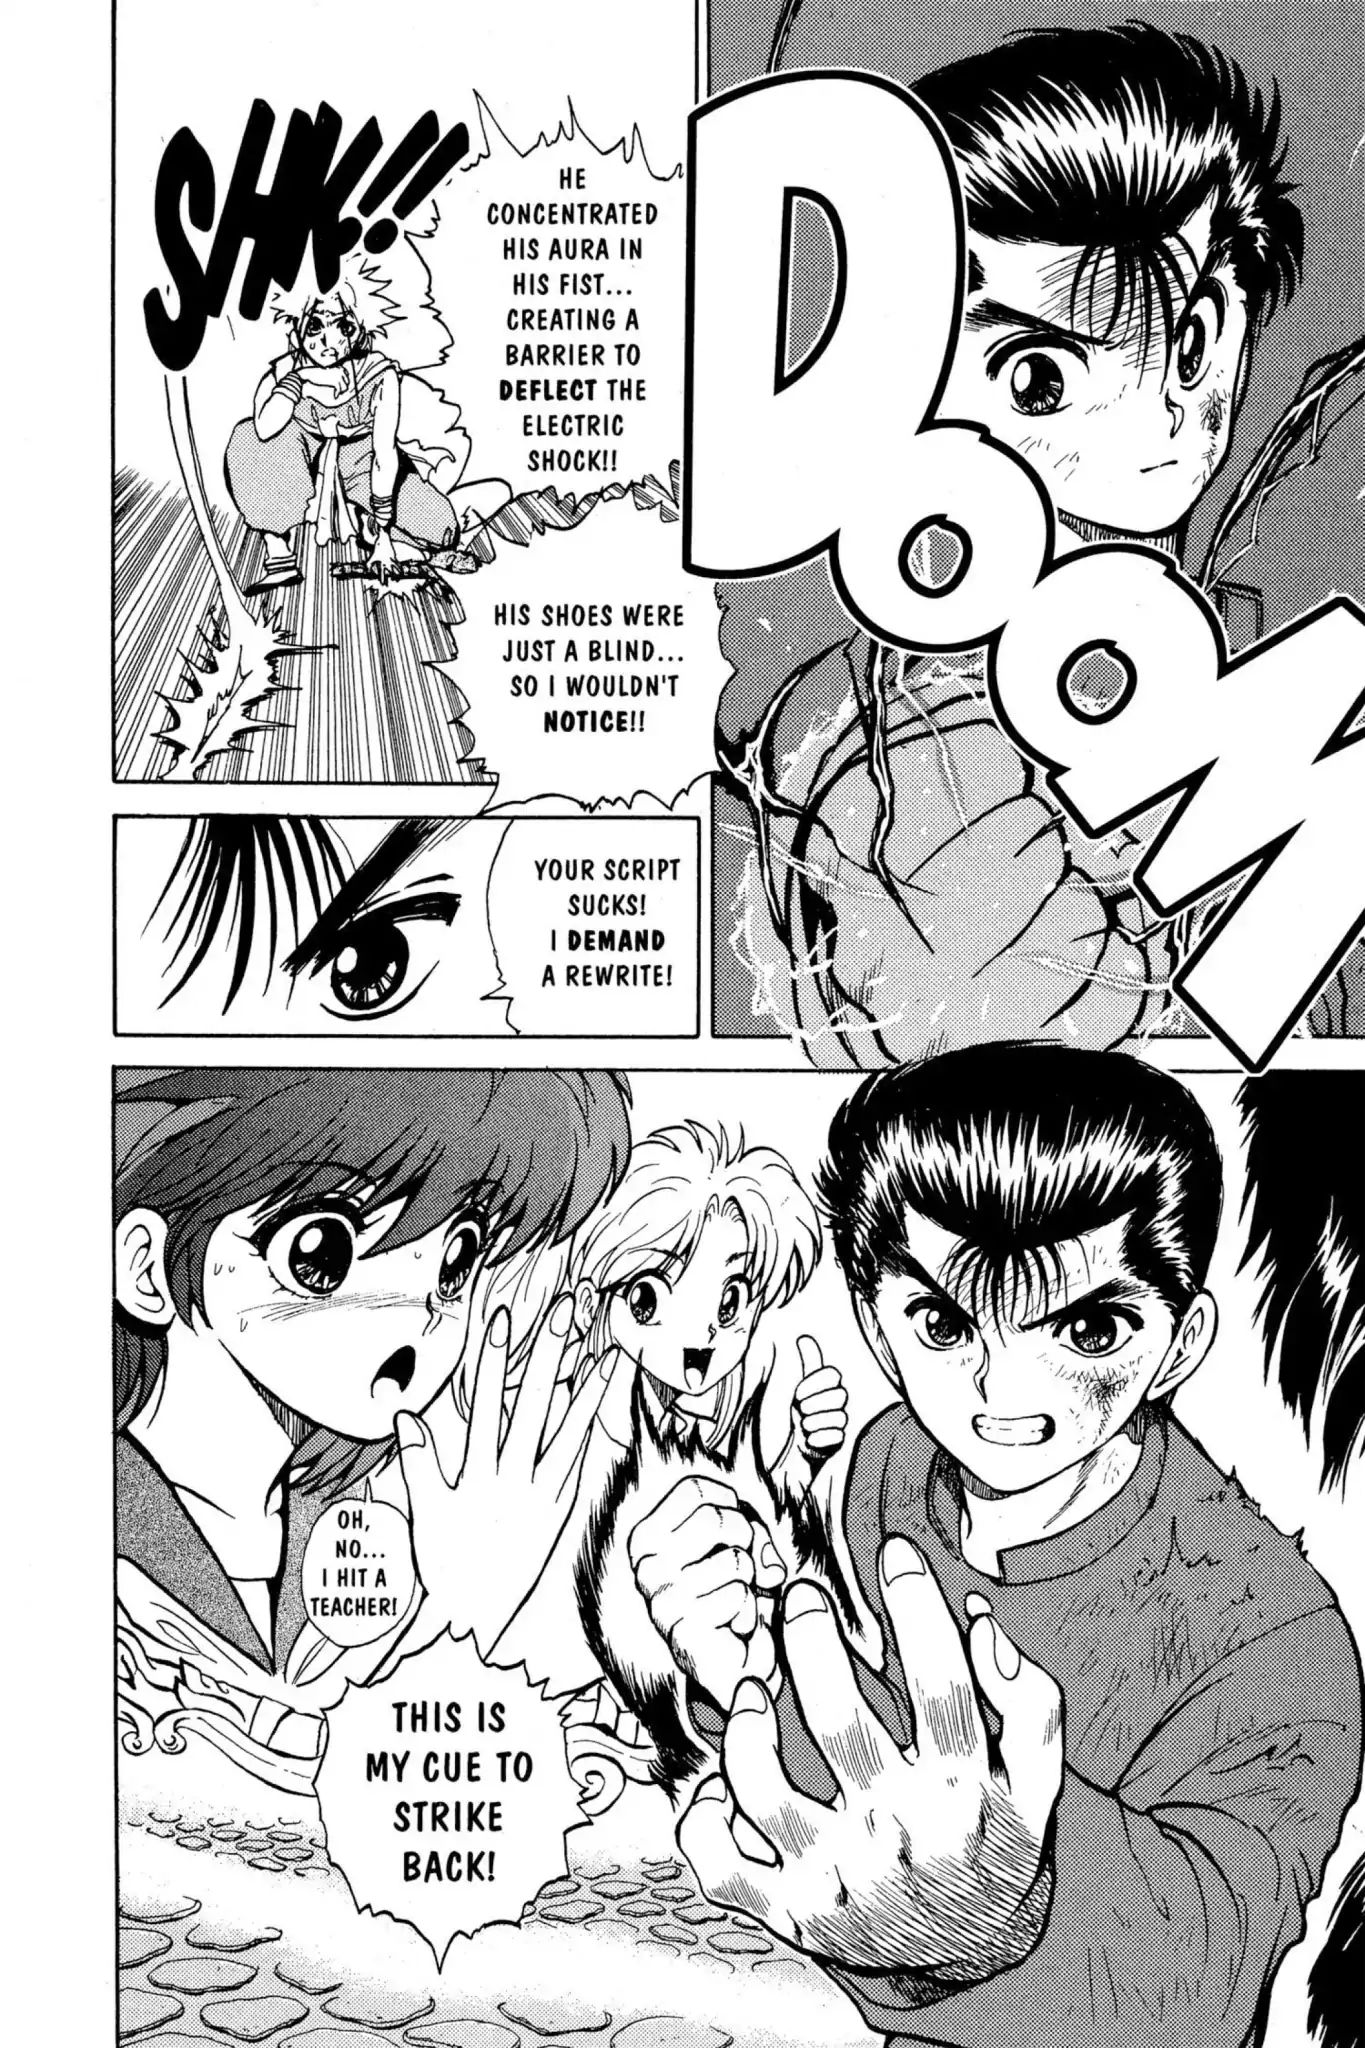 DOOM
HE
CONCENTRATED
HIS AURA IN
HIS FIST...
CREATING A
BARRIER TO
DEFLECT THE
ELECTRIC
SHOCK!!
SHK!!
HIS SHOES WERE
JUST A BLIND...
SO I WOULDN'T
NOTICE!!
YOUR SCRIPT
SUCKS!
I DEMAND
A REWRITE!
OH,
NO...
I HIT A
TEACHER!
THIS IS
MY CUE TO
STRIKE
BACK!